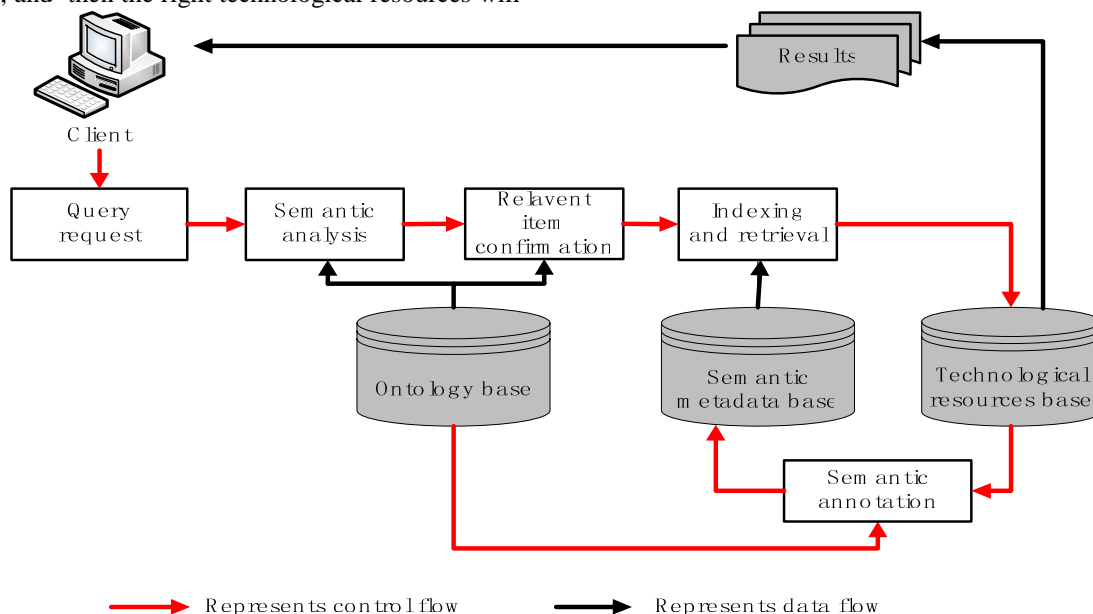 , and then the right technological resources will
Results
Client
Query
request
Semantic
analysis
Relavent
item
confirmation
Indexing
and retrieval
Ontology base
Semantic
metadata base
Technological
resources base
Semantic
annotation
Represents control flow
Represents data flow